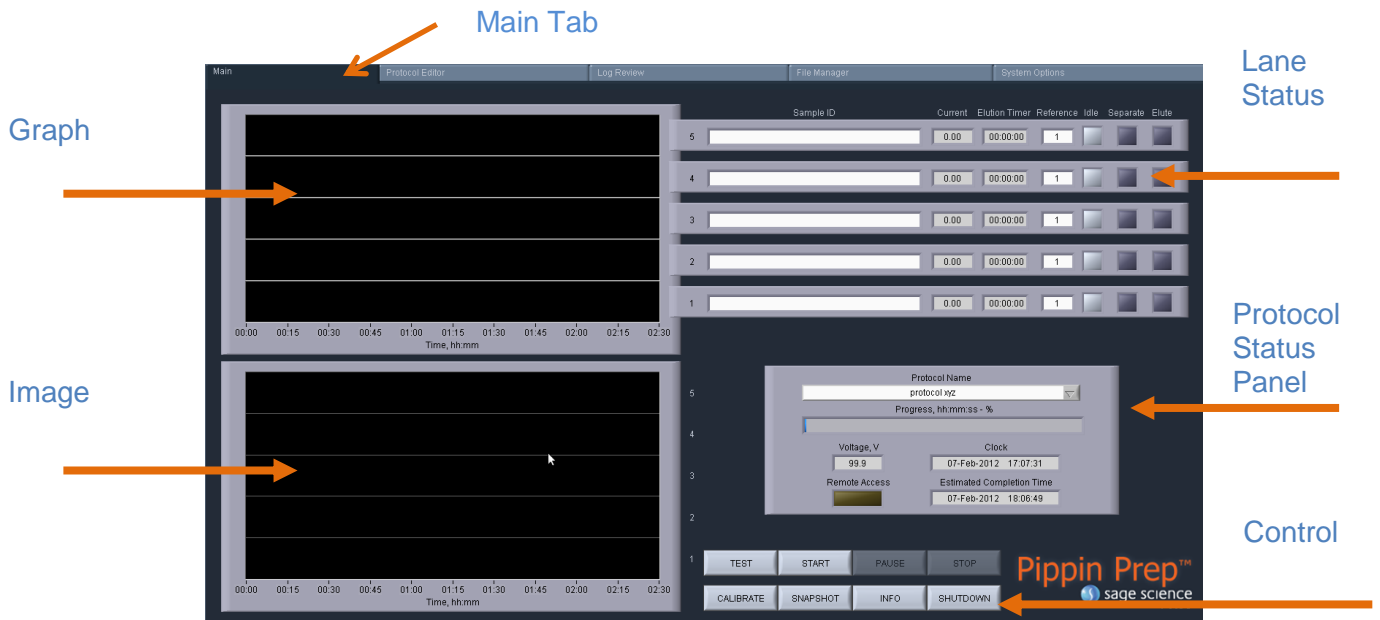 Main Tab
Lane
Status
Graph
Main Protocol Editor Log Review File Manager System Options
Sample ID Current Elution Timer Reference Idle Separate Elute
5 0.00 00:00:00 1
4 0.00 00:00:00 1
3 0.00 00:00:00 1
2 0.00 00:00:00 1
1 0.00 00:00:00 1
00:00 00:15 00:30 00:45 01:00 01:15 01:30 01:45 02:00 02:15 02:30
Time, hh:mm
Protocol
Status
Panel
Image
5
4
3
2
1
00:00 00:15 00:30 00:45 01:00 01:15 01:30 01:45 02:00 02:15 02:30
Time, hh:mm
Protocol Name
protocol.xyz
Progress, hh:mm:ss - %
Voltage, V Clock
99.9 07-Feb-2012 17:07:31
Remote Access Estimated Completion Time
07-Feb-2012 18:06:49
Control
TEST START PAUSE STOP
CALIBRATE SNAPSHOT INFO SHUTDOWN
Pippin Prep™
sage science